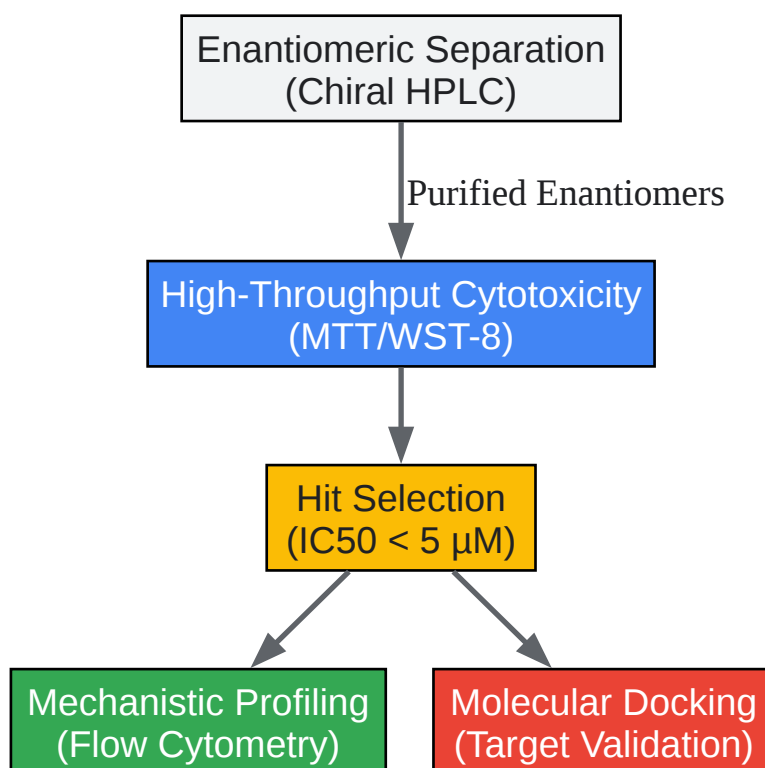 Enantiomeric Separation
(Chiral HPLC)
Purified Enantiomers
High-Throughput Cytotoxicity
(MTT/WST-8)
Hit Selection
(IC50 < 5 µM)
Mechanistic Profiling
(Flow Cytometry)
Molecular Docking
(Target Validation)